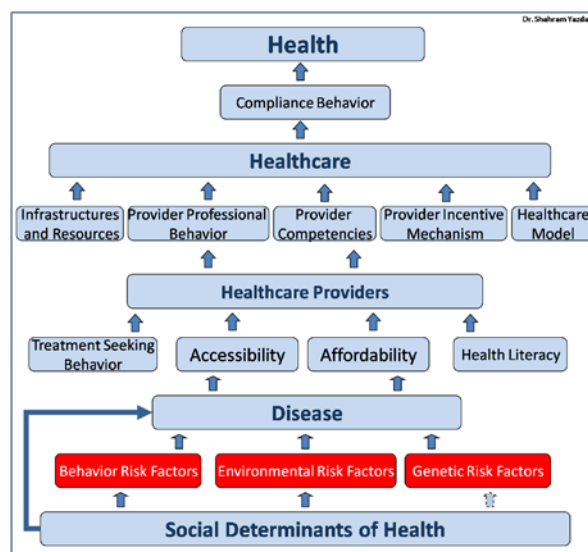 Dr. Shahram Yazda
Health
Compliance Behavior
Healthcare
Infrastructures
and Resources
Provider Professional
Behavior
Provider
Competencies
Provider Incentive
Mechanism
Healthcare
Model
Healthcare Providers
Treatment Seeking
Behavior
Accessibility
Affordability
Health Literacy
Disease
Behavior Risk Factors
Environmental Risk Factors
Genetic Risk Factors
Social Determinants of Health